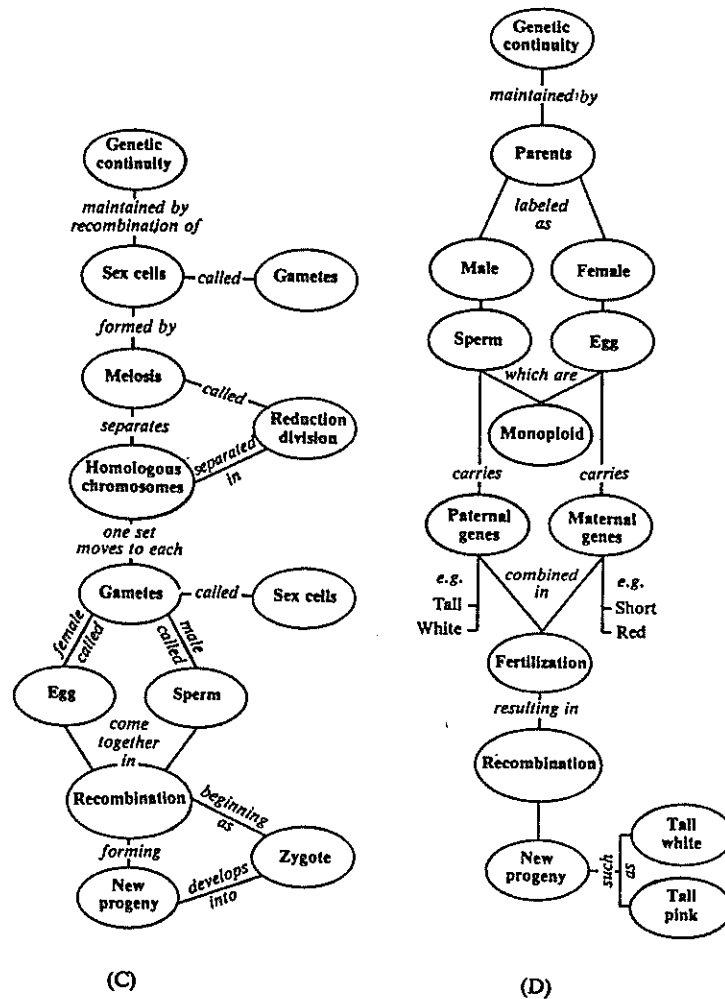 Genetic
continuity
maintained by
recombination of
Sex cells
called
Gametes
formed by
Meiosis
called
separates
Reduction
division
separated
in
Homologous
chromosomes
one set
moves to each
Gametes
called
Sex cells
female
called
male
called
Egg
Sperm
come
together
in
Recombination
beginning
as
forming
Zygote
New
progeny
develops
into
(C)
Genetic
continuity
maintained by
Parents
labeled
as
Male
Female
Sperm
Egg
which are
Monoploid
carries
carries
Paternal
genes
Maternal
genes
e.g.
combined
in
e.g.
Tall
White
Short
Red
Fertilization
resulting in
Recombination
New
progeny
such
as
Tall
white
Tall
pink
(D)